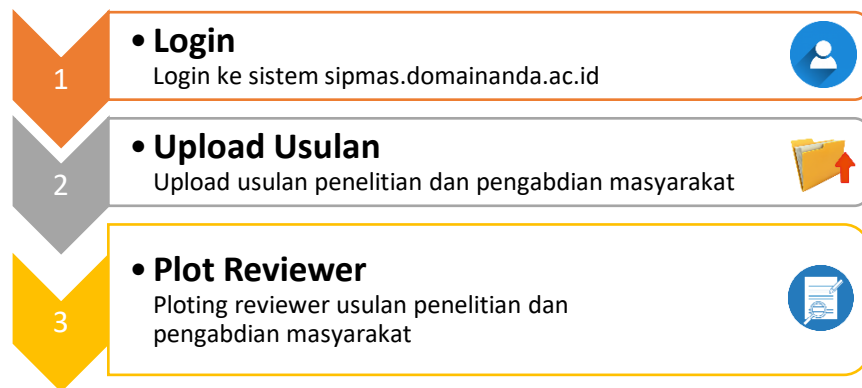 1
• Login
Login ke sistem sipmas.domainanda.ac.id
2
• Upload Usulan
Upload usulan penelitian dan pengabdian masyarakat
3
• Plot Reviewer
Ploting reviewer usulan penelitian dan
pengabdian masyarakat